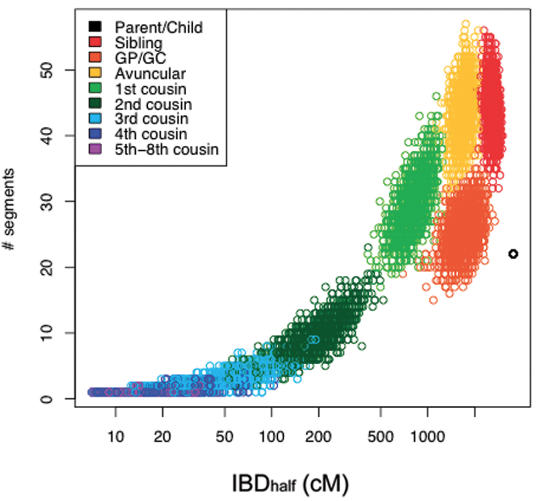 Parent/Child
Sibling
GP/GC
Avuncular
1st cousin
2nd cousin
3rd cousin
4th cousin
5th−8th cousin
# segments
50
40
30
20
10
0
10 20 50 100 200 500 1000
IBDhalf (cM)